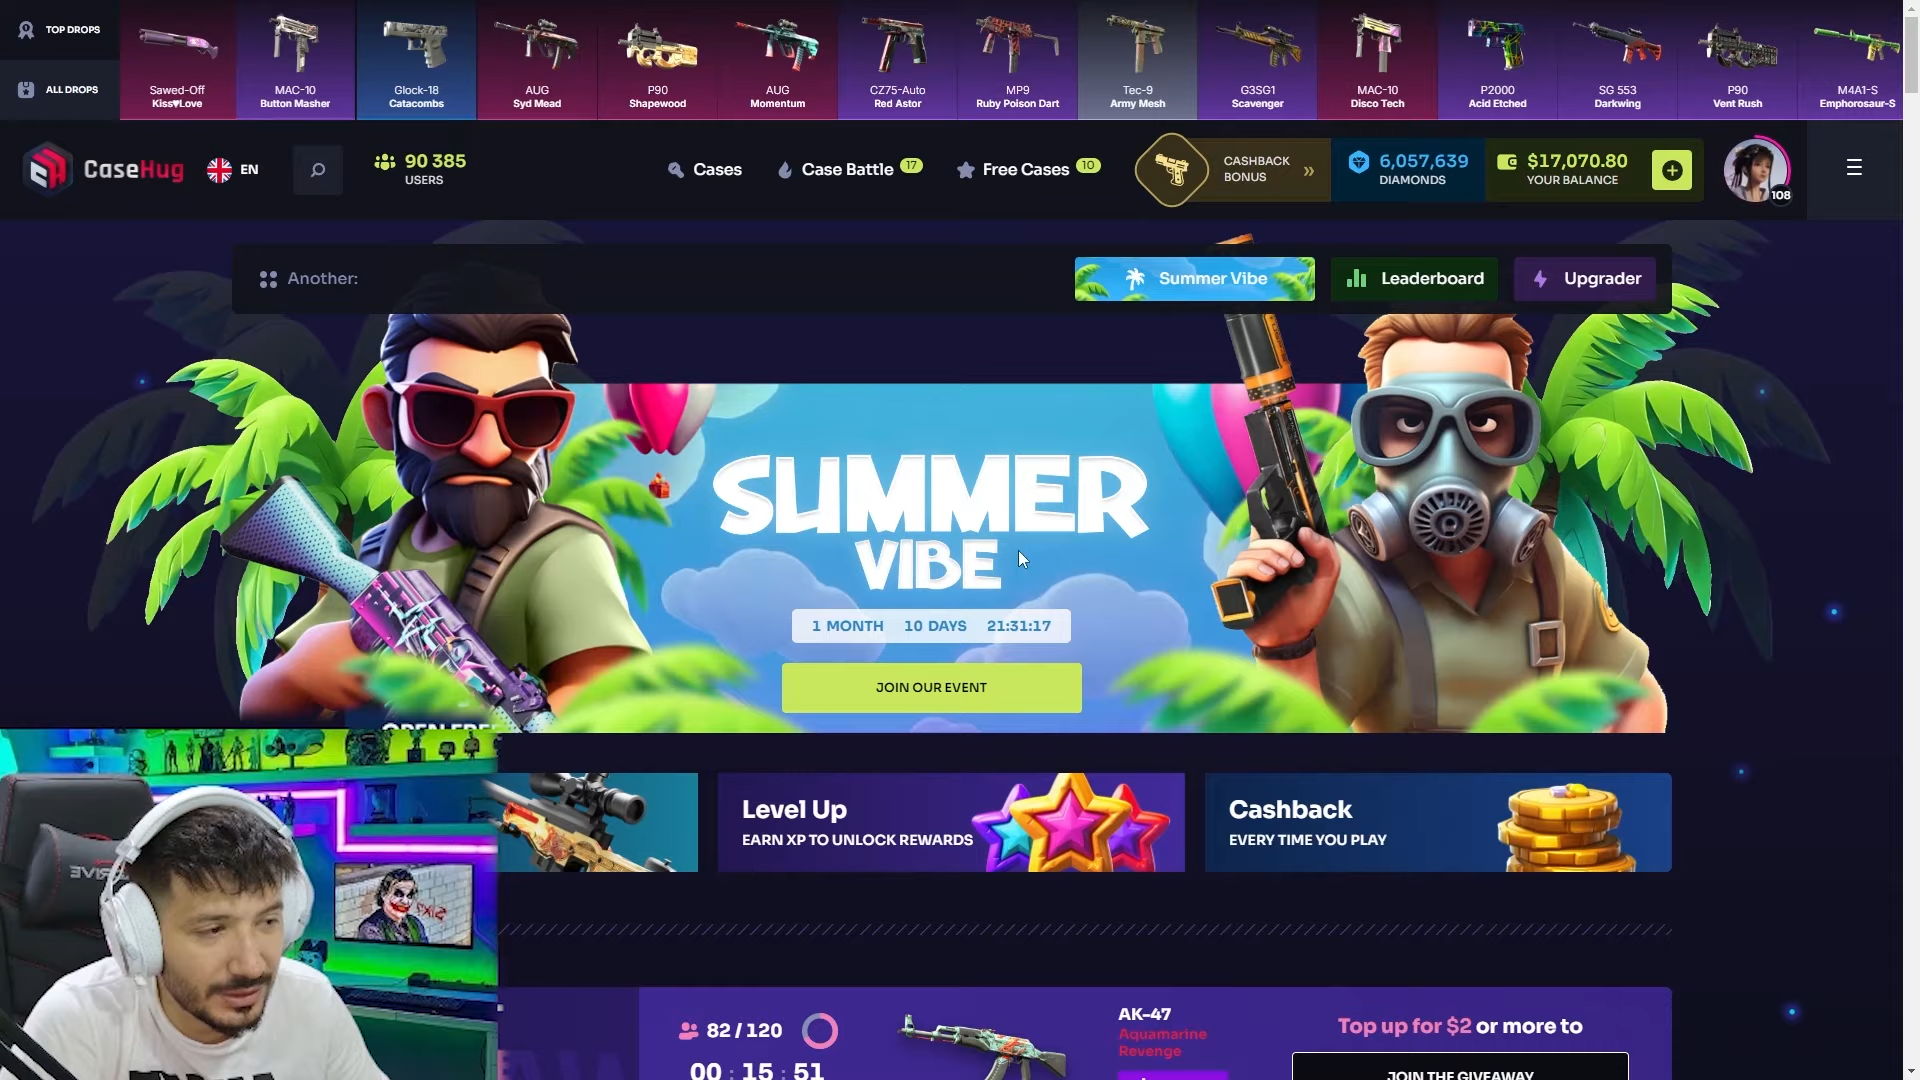 TOP DROPS
ALL DROPS
Sawed-Off
Kiss♥Love
MAC-10
Button Masher
Glock-18
Catacombs
AUG
Syd Mead
P90
Shapewood
AUG
Momentum
CZ75-Auto
Red Astor
MP9
Ruby Poison Dart
Tec-9
Army Mesh
G3SG1
Scavenger
MAC-10
Disco Tech
P2000
Acid Etched
SG 553
Darkwing
P90
Vent Rush
M4A1-S
Emphorosaur-S
CaseHug
EN
90 385
USERS
Cases
Case Battle 17
Free Cases 10
CASHBACK
BONUS »
6,057,639
DIAMONDS
$17,070.80
YOUR BALANCE
108
Another:
Summer Vibe
Leaderboard
Upgrader
SUMMER
VIBE
1 MONTH 10 DAYS 21:31:17
JOIN OUR EVENT
OPEN FREE
Level Up
EARN XP TO UNLOCK REWARDS
Cashback
EVERY TIME YOU PLAY
82 / 120
00 : 15 : 51
AK-47
Aquamarine
Revenge
Top up for $2 or more to
JOIN THE GIVEAWAY